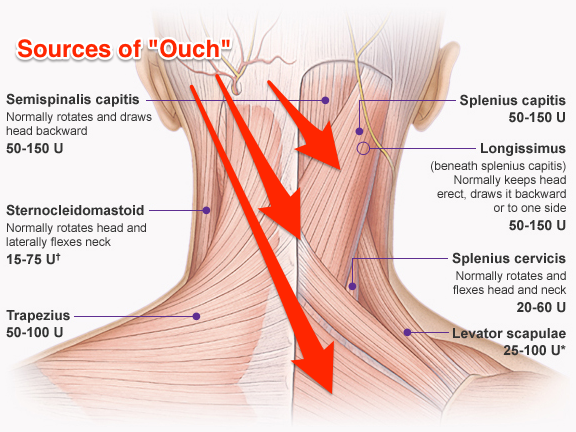 Sources of "Ouch"
Semispinalis capitis
Normally rotates and draws
head backward
50-150 U
Sternocleidomastoid
Normally rotates head and
laterally flexes neck
15-75 U†
Trapezius
50-100 U
Splenius capitis
50-150 U
Longissimus
(beneath splenius capitis)
Normally keeps head
erect, draws it backward
or to one side
50-150 U
Splenius cervicis
Normally rotates and
flexes head and neck
20-60 U
Levator scapulae
25-100 U*